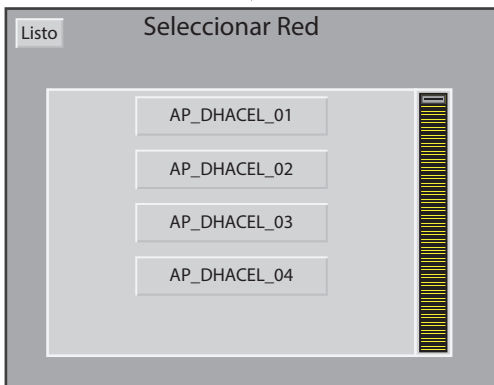 Listo
Seleccionar Red
AP_DHACEL_01
AP_DHACEL_02
AP_DHACEL_03
AP_DHACEL_04